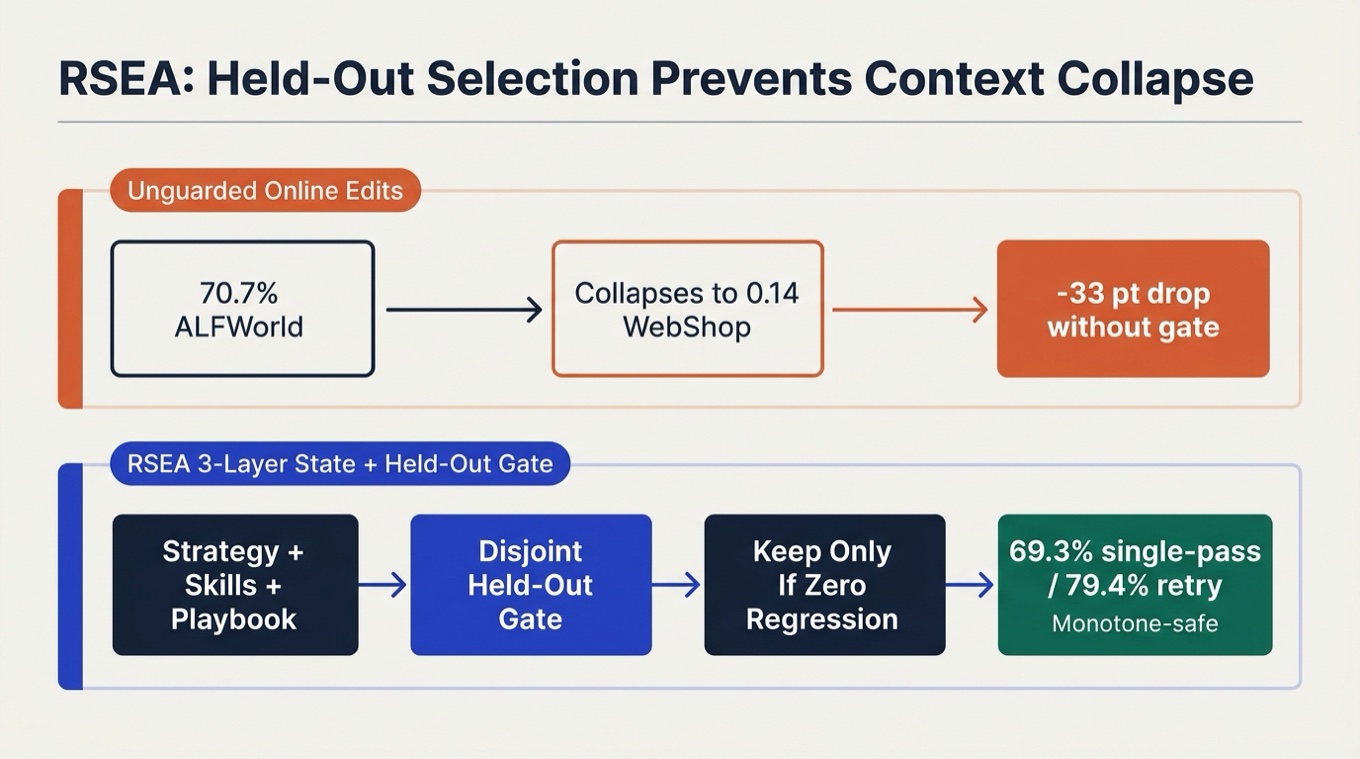 RSEA: Held-Out Selection Prevents Context Collapse
Unguarded Online Edits
70.7%
ALFWorld
Collapses to 0.14
WebShop
-33 pt drop
without gate
RSEA 3-Layer State + Held-Out Gate
Strategy +
Skills +
Playbook
Disjoint
Held-Out
Gate
Keep Only
If Zero
Regression
69.3% single-pass
/ 79.4% retry
Monotone-safe